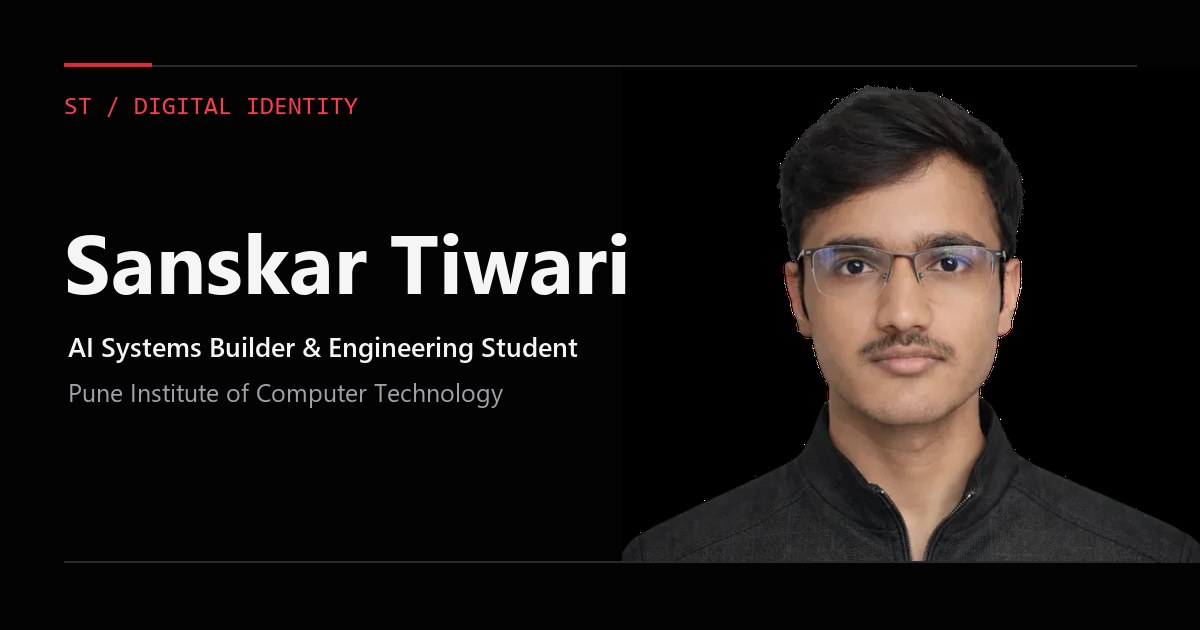 ST / DIGITAL IDENTITY
Sanskar Tiwari
AI Systems Builder & Engineering Student
Pune Institute of Computer Technology